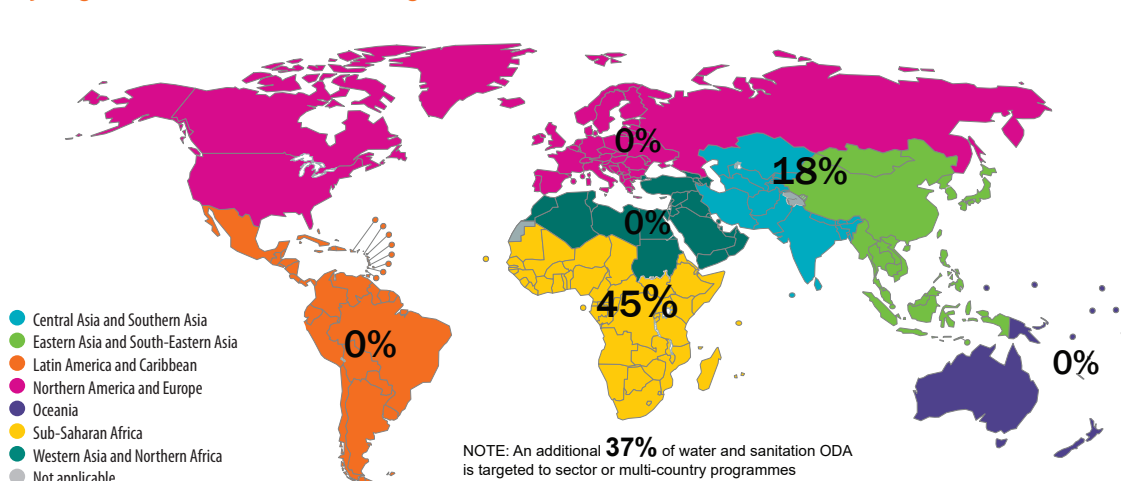 0%
18%
0%
45%
0%
0%
Central Asia and Southern Asia
Eastern Asia and South-Eastern Asia
Latin America and Caribbean
Northern America and Europe
Oceania
Sub-Saharan Africa
Western Asia and Northern Africa
Not applicable
NOTE: An additional 37% of water and sanitation ODA
is targeted to sector or multi-country programmes